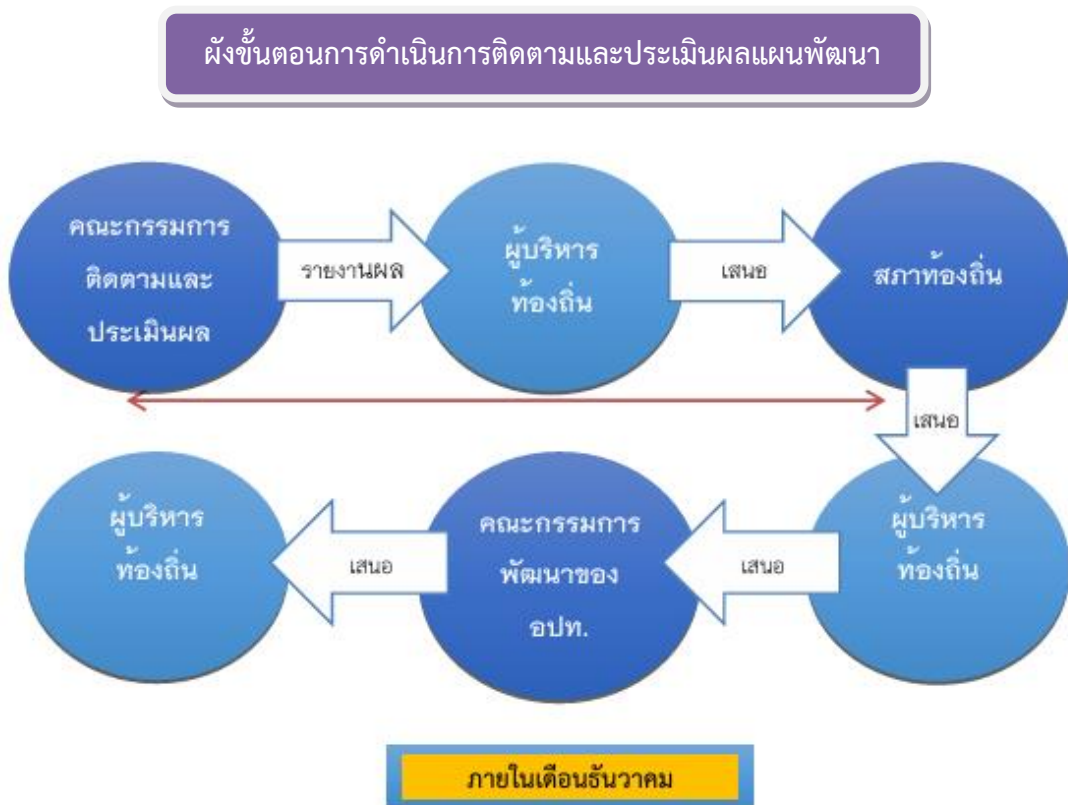 ผังขั้นตอนการดำเนินการติดตามและประเมินผลแผนพัฒนา
คณะกรรมการ
ติดตามและ
ประเมินผล
รายงานผล
ผู้บริหาร
ท้องถิ่น
เสนอ
สภาท้องถิ่น
เสนอ
ผู้บริหาร
ท้องถิ่น
เสนอ
คณะกรรมการ
พัฒนาของ
อปท.
เสนอ
ผู้บริหาร
ท้องถิ่น
ภายในเดือนธันวาคม